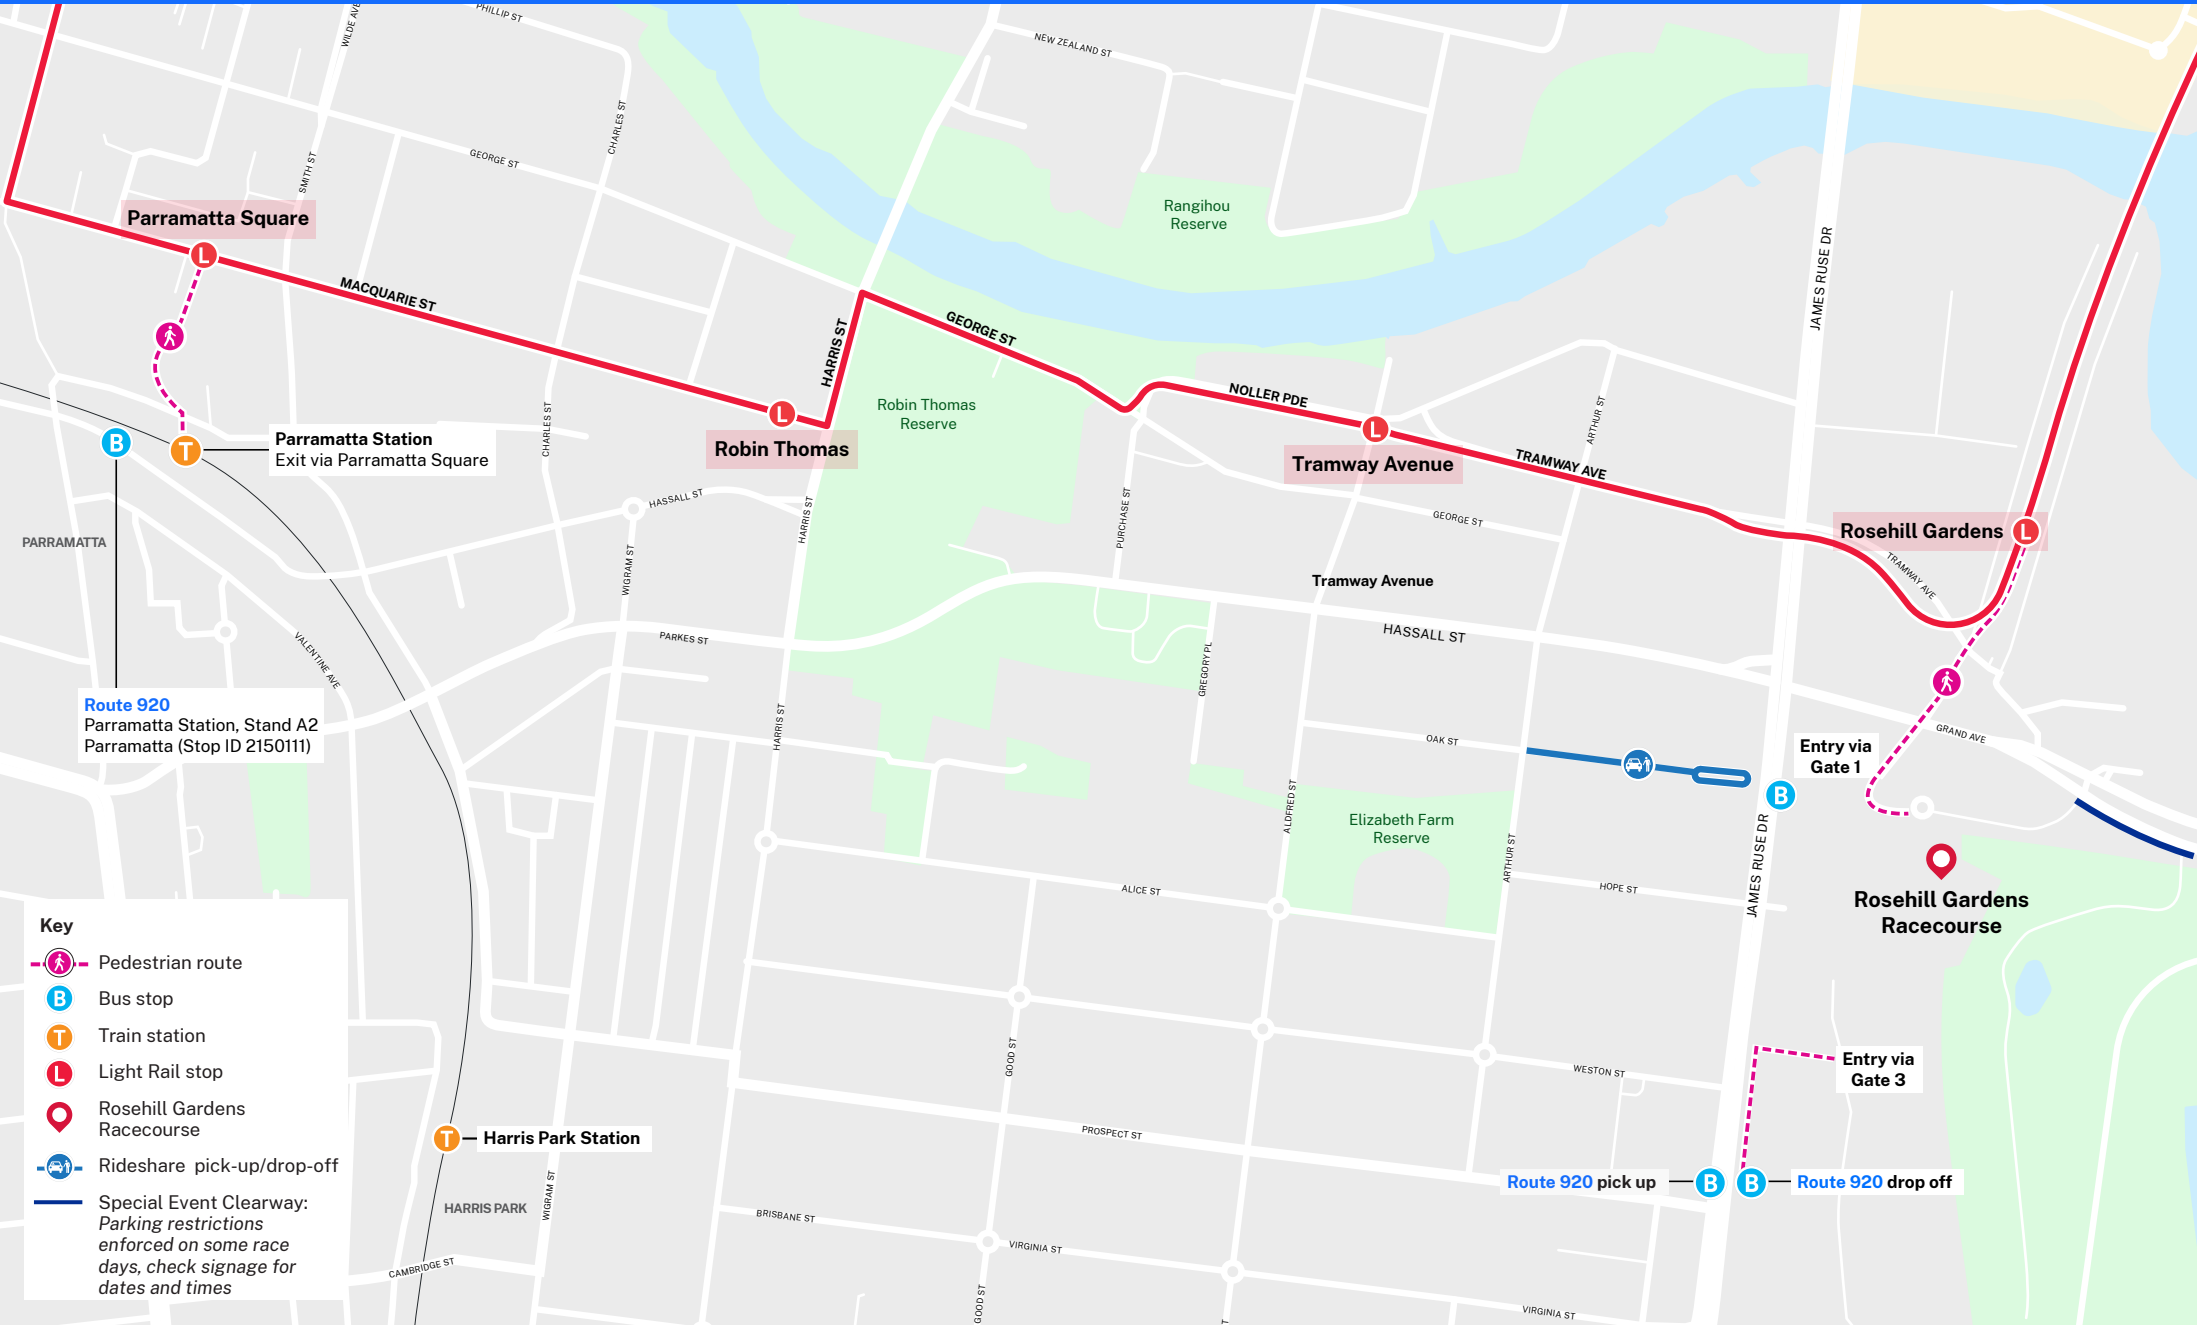 PHILLIP ST
WILDE AVE
NEW ZEALAND ST
CHARLES ST
GEORGE ST
SMITH ST
Rangihou
Reserve
Parramatta Square
L
JAMES RUSE DR
MACQUARIE ST
HARRIS ST
GEORGE ST
NOLLER PDE
Robin Thomas
Reserve
L
Robin Thomas
L
Tramway Avenue
ARTHUR ST
TRAMWAY AVE
CHARLES ST
B
T
Parramatta Station
Exit via Parramatta Square
HASSALL ST
HARRIS ST
PURCHASE ST
GEORGE ST
Rosehill Gardens
L
PARRAMATTA
WIGRAM ST
Tramway Avenue
TRAMWAY AVE
PARKES ST
HASSALL ST
VALENTINE AVE
GREGORY PL
Route 920
Parramatta Station, Stand A2
Parramatta (Stop ID 2150111)
HARRIS ST
OAK ST
GRAND AVE
Entry via
Gate 1
B
ALDFRED ST
Elizabeth Farm
Reserve
ARTHUR ST
JAMES RUSE DR
ALICE ST
HOPE ST
Rosehill Gardens
Racecourse
Key
Pedestrian route
B
Bus stop
T
Train station
L
Light Rail stop
Rosehill Gardens
Racecourse
Rideshare pick-up/drop-off
Special Event Clearway:
Parking restrictions
enforced on some race
days, check signage for
dates and times
GOOD ST
WESTON ST
Entry via
Gate 3
T
Harris Park Station
PROSPECT ST
Route 920 pick up
B
B
Route 920 drop off
WIGRAM ST
HARRIS PARK
BRISBANE ST
VIRGINIA ST
CAMBRIDGE ST
GOOD ST
VIRGINIA ST